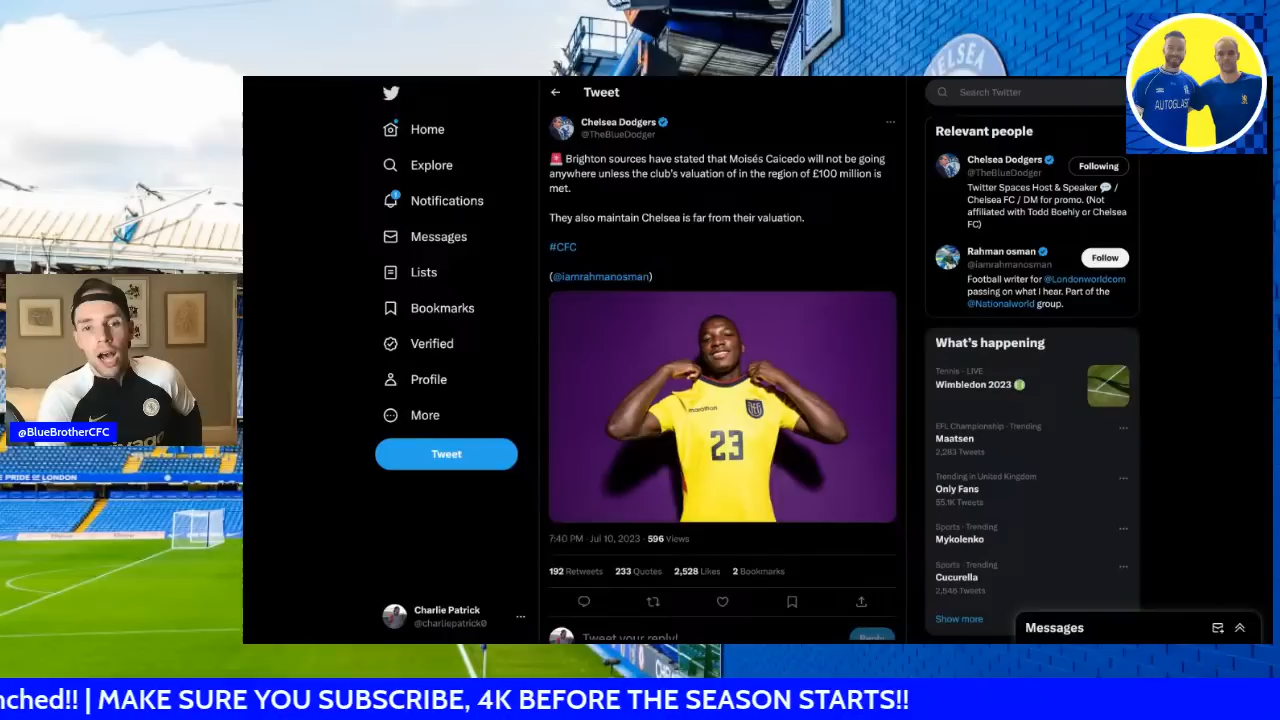 CHELSEA
AUTOGLASS
Home
Explore
Notifications
Messages
Lists
Bookmarks
Verified
Profile
More
Tweet
Charlie Patrick
@charliepatrick0
Tweet
Chelsea Dodgers
@TheBlueDodger
🚨 Brighton sources have stated that Moisés Caicedo will not be going
anywhere unless the club's valuation of in the region of £100 million is
met.
They also maintain Chelsea is far from their valuation.
#CFC
(@iamrahmanosman)
marathon
23
7:40 PM · Jul 10, 2023 · 596 Views
192 Retweets 233 Quotes 2,528 Likes 2 Bookmarks
Tweet your reply!
Reply
Search Twitter
Relevant people
Chelsea Dodgers
@TheBlueDodger
Following
Twitter Spaces Host & Speaker 💬 /
Chelsea FC / DM for promo. (Not
affiliated with Todd Boehly or Chelsea
FC)
Rahman osman
@iamrahmanosman
Follow
Football writer for @Londonworldcom
passing on what I hear. Part of the
@Nationalworld group.
What's happening
Tennis · LIVE
Wimbledon 2023
EFL Championship · Trending
Maatsen
2,283 Tweets
Trending in United Kingdom
Only Fans
55.1K Tweets
Sports · Trending
Mykolenko
Sports · Trending
Cucurella
2,546 Tweets
Show more
Messages
@BlueBrotherCFC
PRIDE OF LONDON
nched!! | MAKE SURE YOU SUBSCRIBE, 4K BEFORE THE SEASON STARTS!!